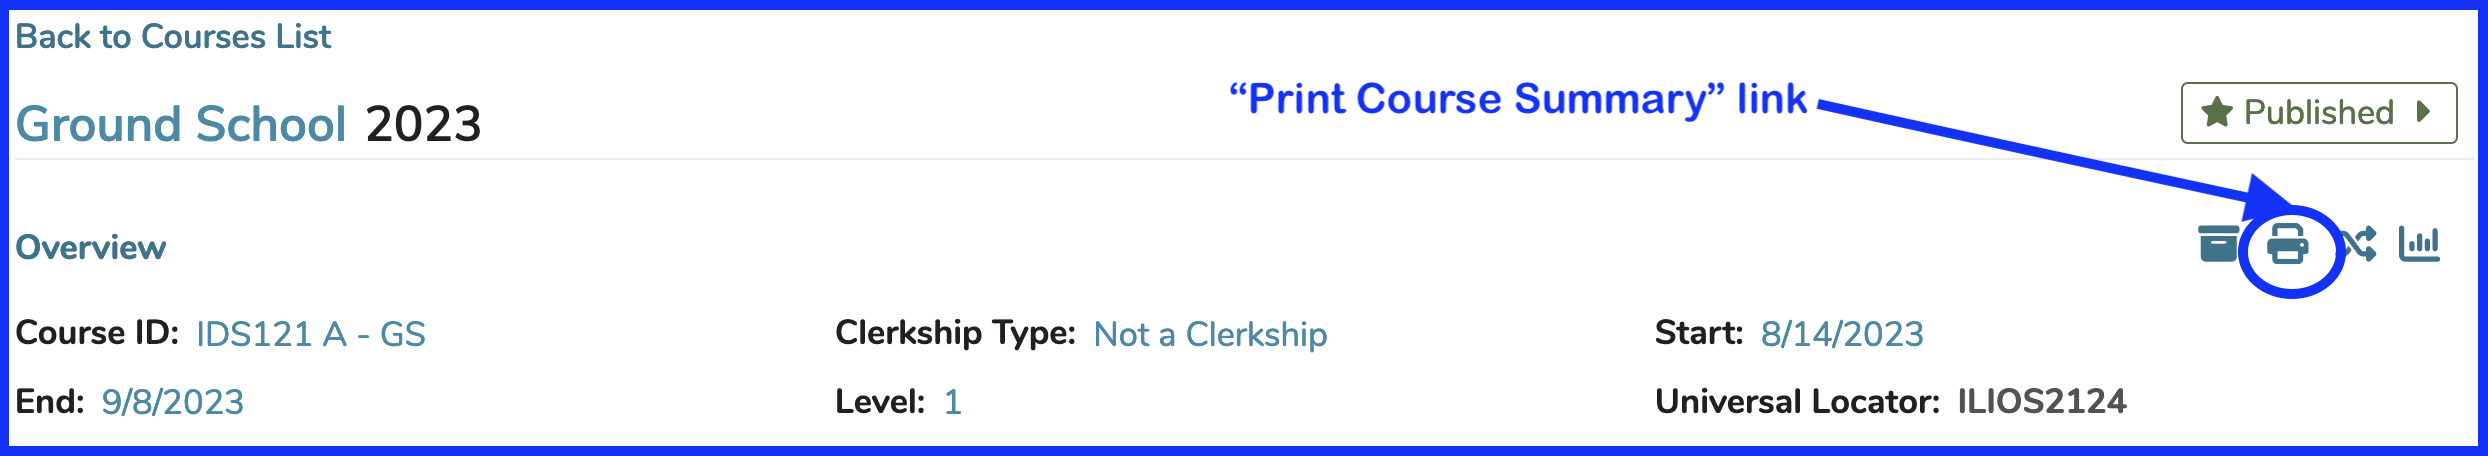 Back to Courses List
“Print Course Summary” link
Ground School 2023
Published
Overview
Course ID: IDS121 A - GS
Clerkship Type: Not a Clerkship
Start: 8/14/2023
End: 9/8/2023
Level: 1
Universal Locator: ILIOS2124